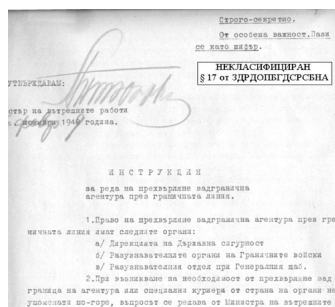 Строго-секретно.
От особена важност. Пази
се като шифър.
НЕКЛАСИФИЦИРАН
§ 17 от ЗДРДОПБГДСРСБНА
УТВЪРЖДАВАМ:
стър на вътрешните работи
ноември 194 година.
ИНСТРУКЦИЯ
за реда на прехвърляне задгранична
агентура през граничната линия.
1.Право на прехвърляне задгранична агентура през гра
ничната линия имат следните органи:
а/ Дирекцията на Държавна сигурност
б/ Разузнавателните органи на Граничните войски
в/ Разузнавателния отдел при Генералния щаб.
2.При възникване на необходимост от прехвърляне зад
граница на агентура или специални куриери от страна на органи не
упоменати по-горе, въпросът се решава от Министра на вътрешните